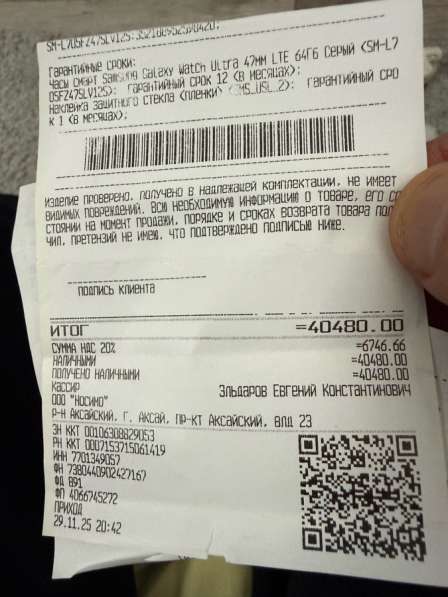 Гарантийные сроки:
Часы смарт Samsung Galaxy Watch Ultra 47мм LTE 64Гб Серый <SM-L7
05FZ47SLV12S>; гарантийный срок 12 (в месяцах);
Наклейка защитного стекла (пленки) гарантийный сро
к 1 (в месяцах);
Изделие проверено, получено в надлежащей комплектации, не имеет
видимых повреждений. Всю необходимую информацию о товаре, его со
стоянии на момент продажи, порядке и сроках возврата товара полу
чил, претензий не имею, что подтверждено подписью ниже.
подпись клиента
ИТОГ =40480.00
СУММА НДС 20% =6746.66
НАЛИЧНЫМИ =40480.00
ПОЛУЧЕНО НАЛИЧНЫМИ =40480.00
Кассир Эльдаров Евгений Константинович
ООО "Носимо"
р-н Аксайский, г. Аксай, пр-кт Аксайский, влд 23
ЗН ККТ 00106308829053
РН ККТ 0007153715061419
ИНН 7701349057
ФН 7380440902427167
ФД 891
ФП 4066745272
ПРИХОД
29.11.25 20:42